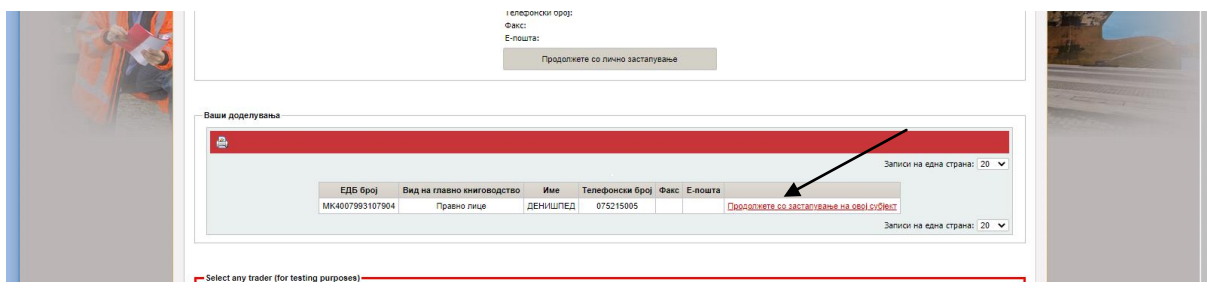 Телефонски број:
Факс:
Е-пошта:
Продолжете со лично застапување
Ваши доделувања
Записи на една страна: 20
ЕДБ број Вид на главно книговодство Име Телефонски број Факс Е-пошта
MK4007993107904 Правно лице ДЕНИШПЕД 075215005 Продолжете со застапување на овој субјект
Записи на една страна: 20
Select any trader (for testing purposes)